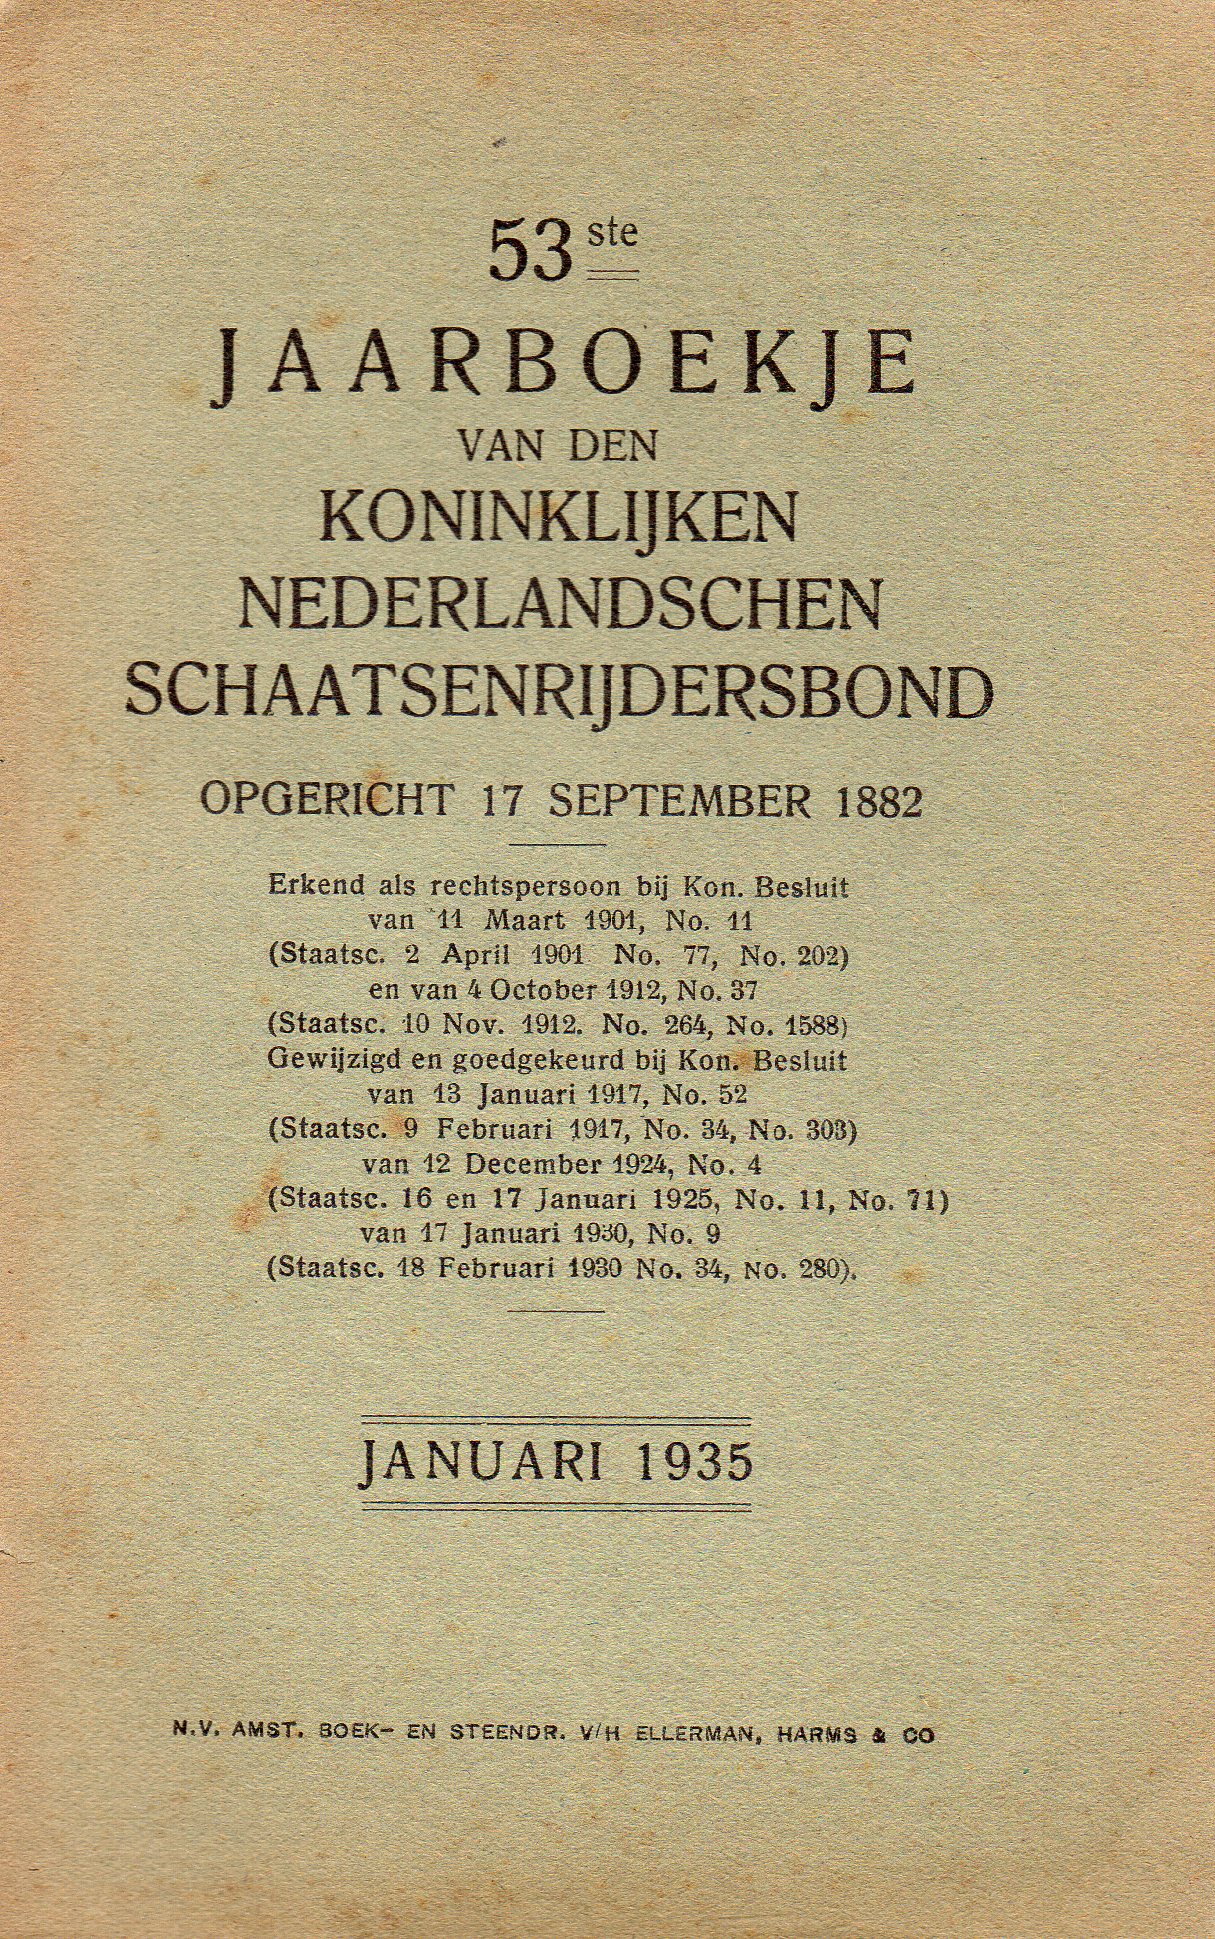 53ste
JAARBOEKJE
VAN DEN
KONINKLIJKEN
NEDERLANDSCHEN
SCHAATSENRIJDERSBOND
OPGERICHT 17 SEPTEMBER 1882
Erkend als rechtspersoon bij Kon. Besluit
van 11 Maart 1901, No. 11
(Staatsc. 2 April 1901 No. 77, No. 202)
en van 4 October 1912, No. 37
(Staatsc. 10 Nov. 1912. No. 264, No. 1588)
Gewijzigd en goedgekeurd bij Kon. Besluit
van 13 Januari 1917, No. 52
(Staatsc. 9 Februari 1917, No. 34, No. 303)
van 12 December 1924, No. 4
(Staatsc. 16 en 17 Januari 1925, No. 11, No. 71)
van 17 Januari 1930, No. 9
(Staatsc. 18 Februari 1930 No. 34, No. 280).
JANUARI 1935
N.V. AMST. BOEK- EN STEENDR. V/H ELLERMAN, HARMS & CO